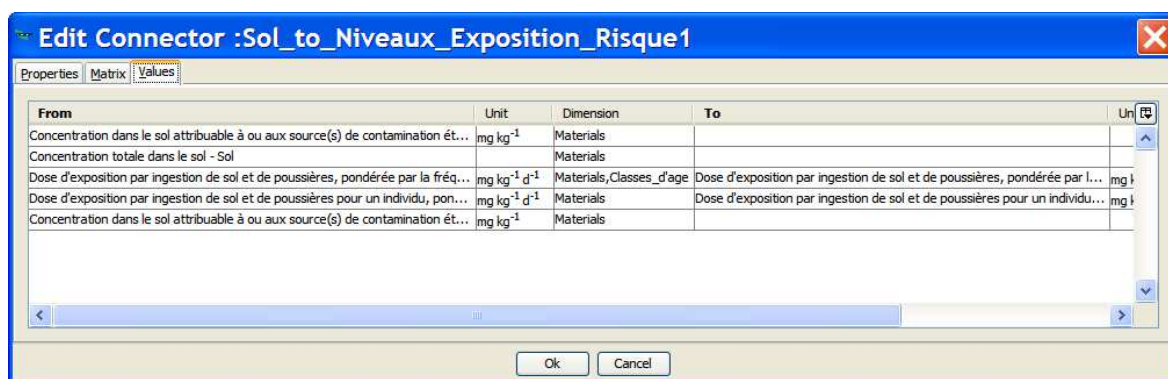 Edit Connector :Sol_to_Niveaux_Exposition_Risque1
Properties Matrix Values
From Unit Dimension To Un
Concentration dans le sol attribuable à ou aux source(s) de contamination ét... mg kg-1 Materials
Concentration totale dans le sol - Sol Materials
Dose d'exposition par ingestion de sol et de poussières, pondérée par la fréq... mg kg-1 d-1 Materials,Classes_d'age Dose d'exposition par ingestion de sol et de poussières, pondérée par l... mg k
Dose d'exposition par ingestion de sol et de poussières pour un individu, pon... mg kg-1 d-1 Materials Dose d'exposition par ingestion de sol et de poussières pour un individu... mg k
Concentration dans le sol attribuable à ou aux source(s) de contamination ét... mg kg-1 Materials
Ok Cancel